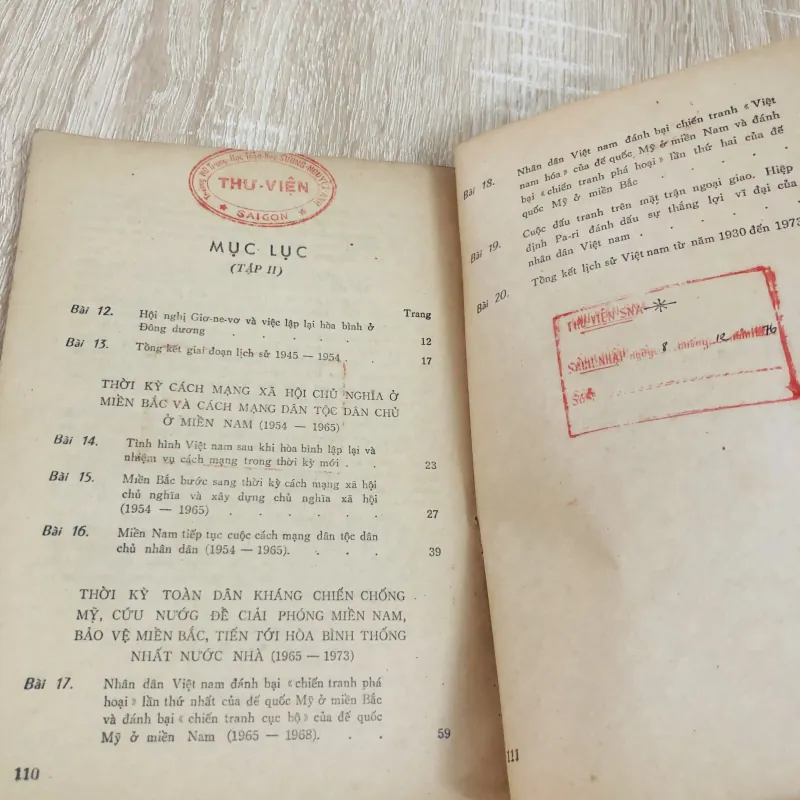 THƯ-VIỆN
SAIGON
MỤC LỤC
(TẬP II)
Trang
Bài 12. Hội nghị Giơ-ne-vơ và việc lập lại hòa bình ở
Đông dương . . . . . . 12
Bài 13. Tổng kết giai đoạn lịch sử 1945 — 1954 . 17
THỜI KỲ CÁCH MẠNG XÃ HỘI CHỦ NGHĨA Ở
MIỀN BẮC VÀ CÁCH MẠNG DÂN TỘC DÂN CHỦ
Ở MIỀN NAM (1954 — 1965)
Bài 14. Tình hình Việt nam sau khi hòa bình lập lại và
nhiệm vụ cách mạng trong thời kỳ mới . . 23
Bài 15. Miền Bắc bước sang thời kỳ cách mạng xã hội
chủ nghĩa và xây dựng chủ nghĩa xã hội
(1954 — 1965) . . . . . . 27
Bài 16. Miền Nam tiếp tục cuộc cách mạng dân tộc dân
chủ nhân dân (1954 — 1965). . . . 39
THỜI KỲ TOÀN DÂN KHÁNG CHIẾN CHỐNG
MỸ, CỨU NƯỚC ĐỂ GIẢI PHÓNG MIỀN NAM,
BẢO VỆ MIỀN BẮC, TIẾN TỚI HÒA BÌNH THỐNG
NHẤT NƯỚC NHÀ (1965 — 1973)
Bài 17. Nhân dân Việt nam đánh bại « chiến tranh phá
hoại » lần thứ nhất của đế quốc Mỹ ở miền Bắc
và đánh bại « chiến tranh cục bộ » của đế quốc
Mỹ ở miền Nam (1965 — 1968). . . 59
110
Bài 18. Nhân dân Việt nam đánh bại chiến tranh « Việt
nam hóa » của đế quốc Mỹ ở miền Nam và đánh
bại « chiến tranh phá hoại » lần thứ hai của đế
quốc Mỹ ở miền Bắc . . . .
Bài 19. Cuộc đấu tranh trên mặt trận ngoại giao. Hiệp
định Pa-ri đánh dấu sự thắng lợi vĩ đại của
nhân dân Việt nam . . . . .
Bài 20. Tổng kết lịch sử Việt nam từ năm 1930 đến 1973
THƯ VIỆN SNA
SÁCH NHẬP ngày 8 tháng 12 năm 1976
Số
111